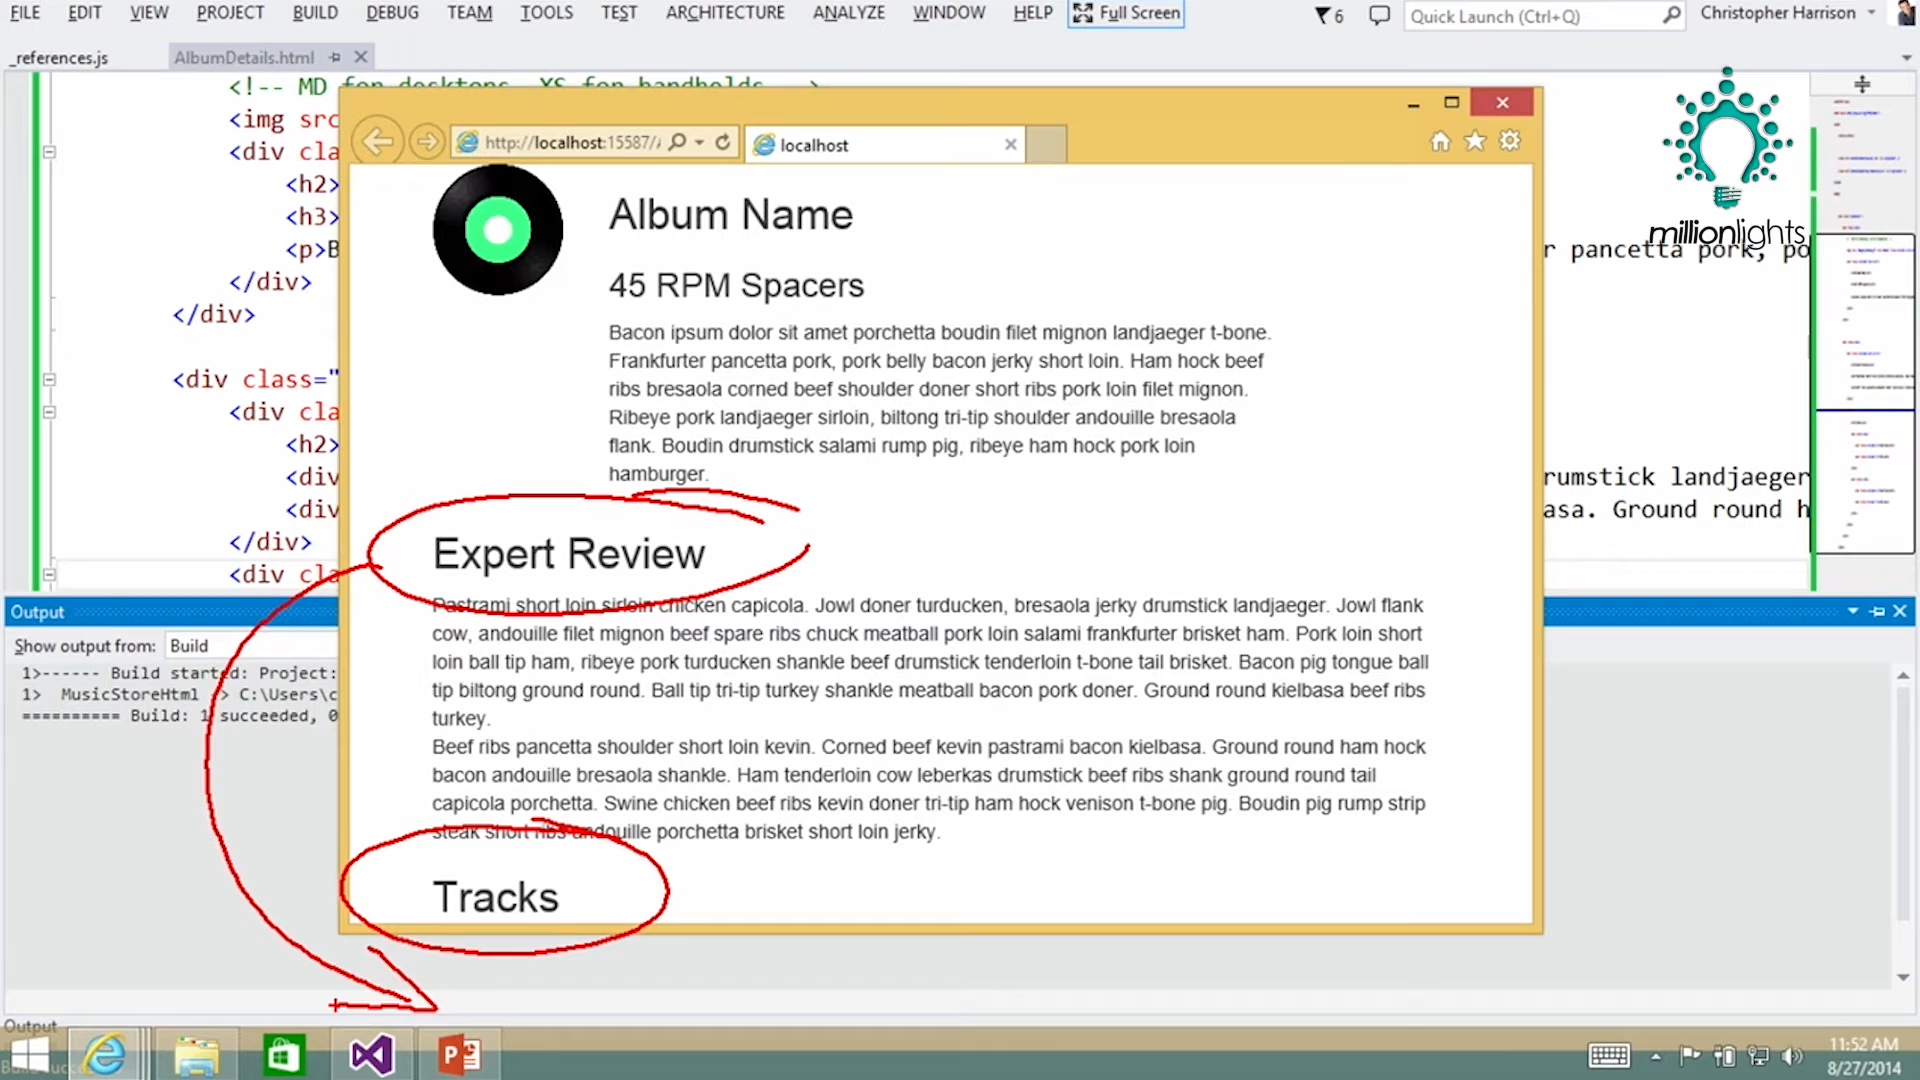 FILE EDIT VIEW PROJECT BUILD DEBUG TEAM TOOLS TEST ARCHITECTURE ANALYZE WINDOW HELP Full Screen 6 Quick Launch (Ctrl+Q) Christopher Harrison
_references.js AlbumDetails.html
<!-- MD for desktops, XS for handholds -->
<img src
http://localhost:15587/ localhost
<div cla
<h2>
<h3>
<p>B
r pancetta pork, po
</div>
</div>
<div class="
<div cla
<h2>
<div
rumstick landjaeger
<div
asa. Ground round h
</div>
<div cla
millionlights
Album Name
45 RPM Spacers
Bacon ipsum dolor sit amet porchetta boudin filet mignon landjaeger t-bone.
Frankfurter pancetta pork, pork belly bacon jerky short loin. Ham hock beef
ribs bresaola corned beef shoulder doner short ribs pork loin filet mignon.
Ribeye pork landjaeger sirloin, biltong tri-tip shoulder andouille bresaola
flank. Boudin drumstick salami rump pig, ribeye ham hock pork loin
hamburger.
Expert Review
Pastrami short loin sirloin chicken capicola. Jowl doner turducken, bresaola jerky drumstick landjaeger. Jowl flank
cow, andouille filet mignon beef spare ribs chuck meatball pork loin salami frankfurter brisket ham. Pork loin short
loin ball tip ham, ribeye pork turducken shankle beef drumstick tenderloin t-bone tail brisket. Bacon pig tongue ball
tip biltong ground round. Ball tip tri-tip turkey shankle meatball bacon pork doner. Ground round kielbasa beef ribs
turkey.
Beef ribs pancetta shoulder short loin kevin. Corned beef kevin pastrami bacon kielbasa. Ground round ham hock
bacon andouille bresaola shankle. Ham tenderloin cow leberkas drumstick beef ribs shank ground round tail
capicola porchetta. Swine chicken beef ribs kevin doner tri-tip ham hock venison t-bone pig. Boudin pig rump strip
steak short ribs andouille porchetta brisket short loin jerky.
Tracks
Output
Show output from: Build
1>------ Build started: Project:
1> MusicStoreHtml -> C:\Users\c
========== Build: 1 succeeded, 0
Output
11:52 AM
8/27/2014